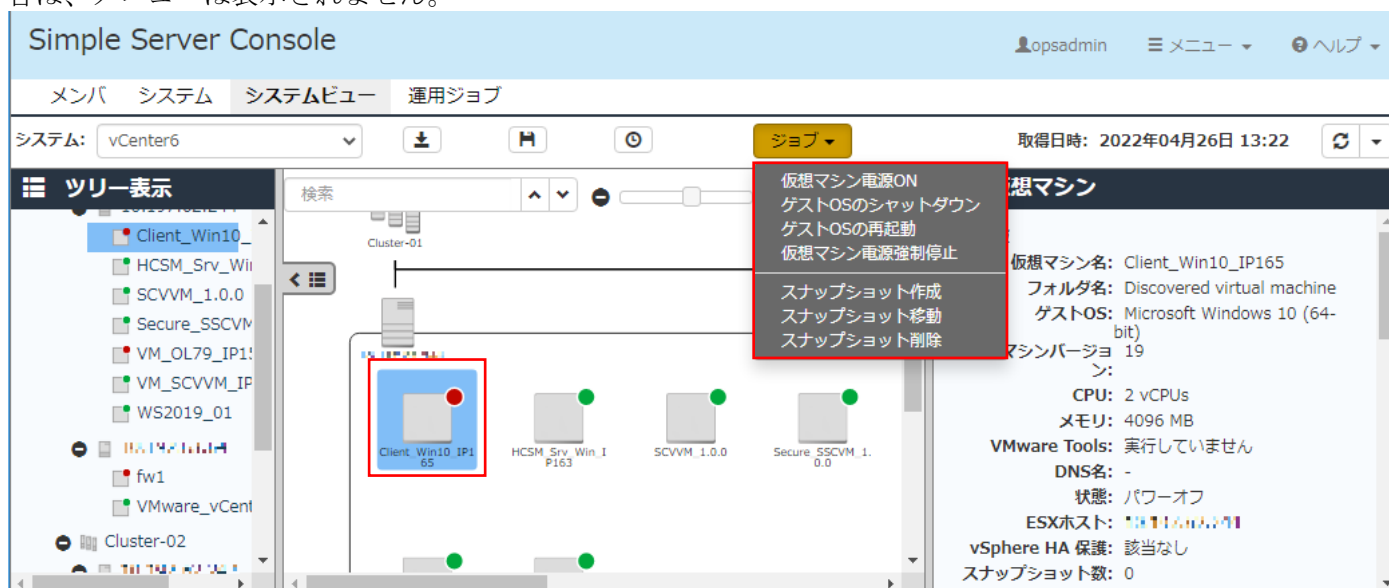 は、メニューは表示されません。
Simple Server Console
opsadmin メニュー ヘルプ
メンバ システム システムビュー 運用ジョブ
システム: vCenter6 ジョブ 取得日時: 2022年04月26日 13:22
ツリー表示
Client_Win10_
HCSM_Srv_Wi
SCVVM_1.0.0
Secure_SSCVM
VM_OL79_IP1
VM_SCVVM_IP
WS2019_01
fw1
VMware_vCent
Cluster-02
検索
Cluster-01
Client_Win10_IP1
65
HCSM_Srv_Win_I
P163
SCVVM_1.0.0
Secure_SSCVM_1.
0.0
仮想マシン電源ON
ゲストOSのシャットダウン
ゲストOSの再起動
仮想マシン電源強制停止
スナップショット作成
スナップショット移動
スナップショット削除
想マシン
仮想マシン名: Client_Win10_IP165
フォルダ名: Discovered virtual machine
ゲストOS: Microsoft Windows 10 (64-
bit)
マシンバージョ 19
ン:
CPU: 2 vCPUs
メモリ: 4096 MB
VMware Tools: 実行していません
DNS名: -
状態: パワーオフ
ESXホスト:
vSphere HA 保護: 該当なし
スナップショット数: 0